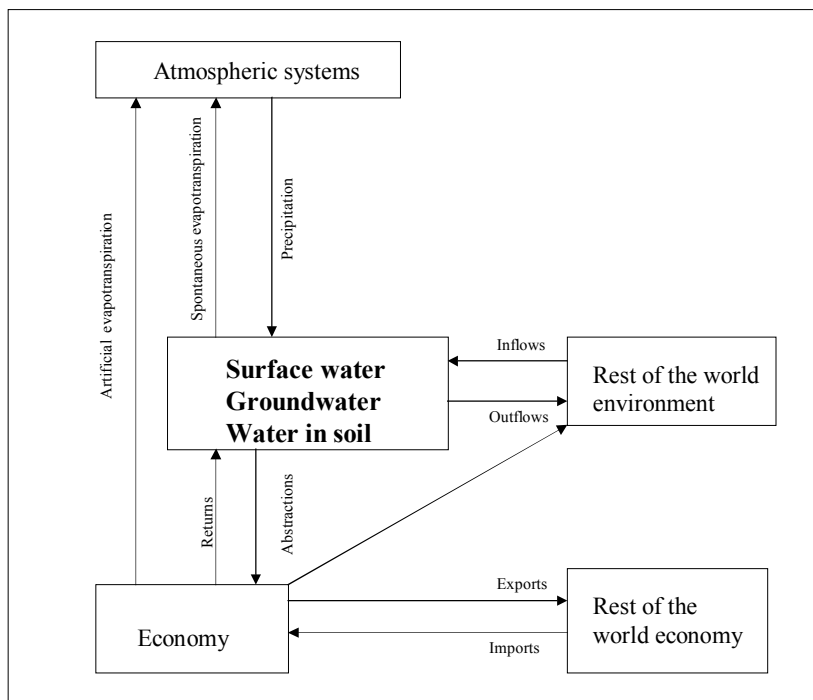 Atmospheric systems
Artificial evapotranspiration
Spontaneous evapotranspiration
Precipitation
Surface water
Groundwater
Water in soil
Inflows
Outflows
Rest of the world
environment
Returns
Abstractions
Economy
Exports
Imports
Rest of the
world economy